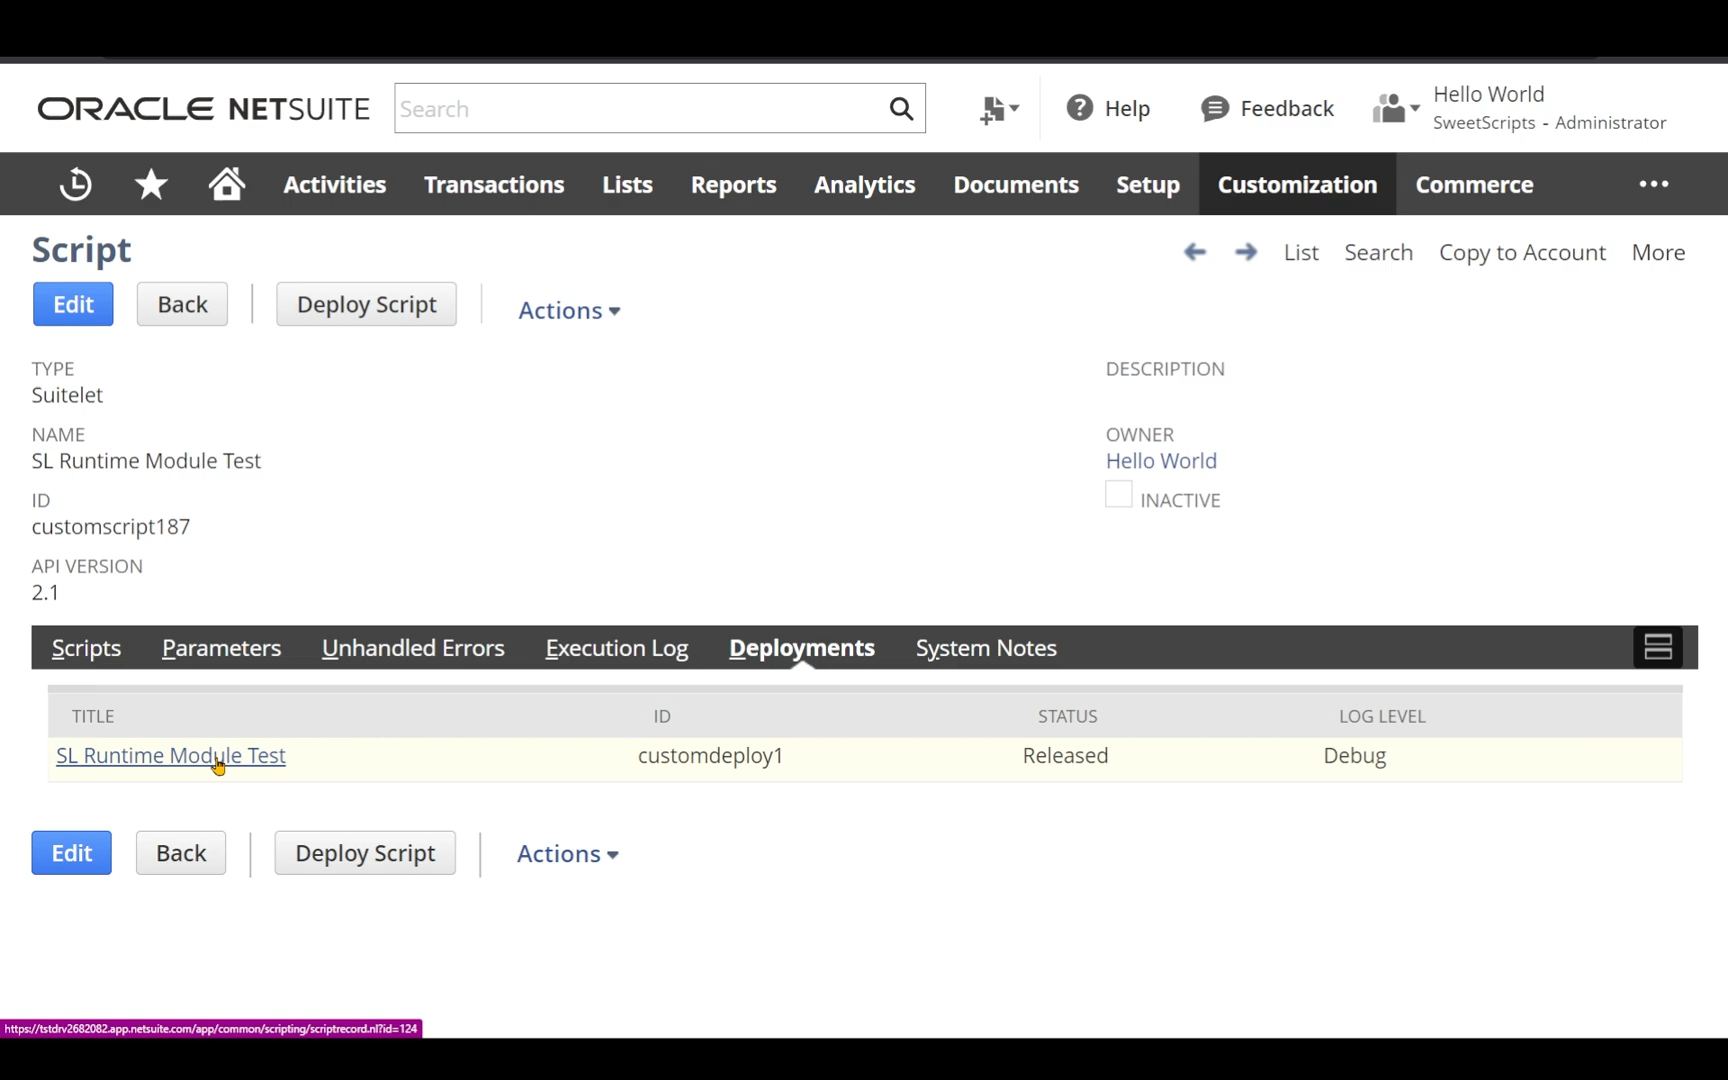 ORACLE NETSUITE
Search
Help
Feedback
Hello World
SweetScripts - Administrator
Activities
Transactions
Lists
Reports
Analytics
Documents
Setup
Customization
Commerce
Script
List
Search
Copy to Account
More
Edit
Back
Deploy Script
Actions
TYPE
Suitelet
NAME
SL Runtime Module Test
ID
customscript187
API VERSION
2.1
DESCRIPTION
OWNER
Hello World
INACTIVE
Scripts
Parameters
Unhandled Errors
Execution Log
Deployments
System Notes
TITLE
ID
STATUS
LOG LEVEL
SL Runtime Module Test
customdeploy1
Released
Debug
Edit
Back
Deploy Script
Actions
https://tstdrv2682082.app.netsuite.com/app/common/scripting/scriptrecord.nl?id=124